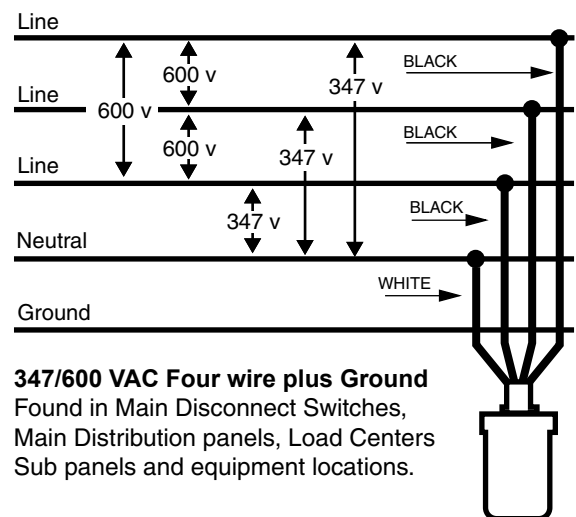 Line
600 v
347 v
BLACK
Line
600 v
600 v
347 v
BLACK
Line
347 v
BLACK
Neutral
WHITE
Ground
347/600 VAC Four wire plus Ground
Found in Main Disconnect Switches,
Main Distribution panels, Load Centers
Sub panels and equipment locations.